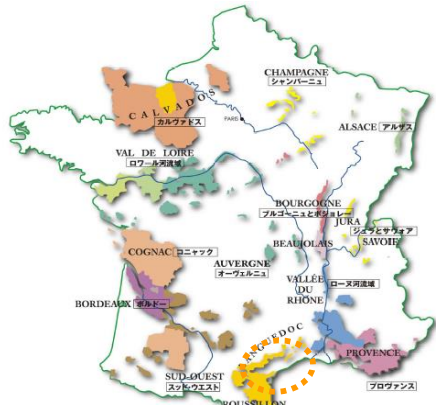 CHAMPAGNE
シャンパーニュ
CALVADOS
カルヴァドス
PARIS
ALSACE アルザス
VAL DE LOIRE
ロワール河流域
BOURGOGNE
ブルゴーニュとボジョレー
JURA
ジュラとサヴォア
SAVOIE
BEAUJOLAIS
COGNAC コニャック
AUVERGNE
オーヴェルニュ
VALLÉE
DU
RHÔNE
ローヌ河流域
BORDEAUX ボルドー
LANGUEDOC
PROVENCE
プロヴァンス
SUD-OUEST
スッド・ウエスト
ROUSSILLON